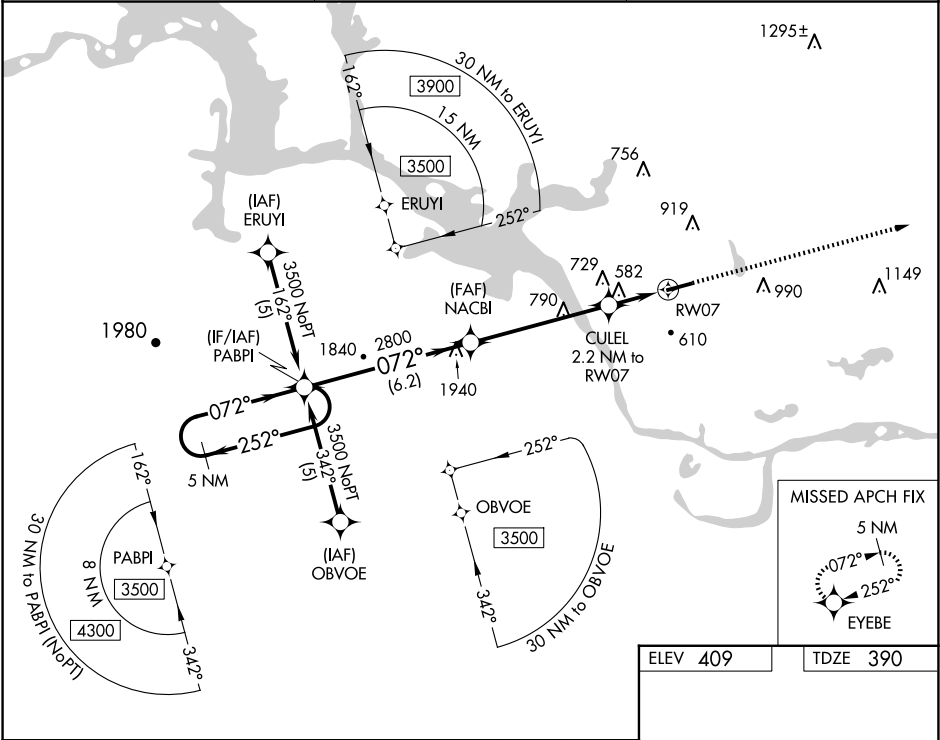 1295±
162°
30 NM to ERUYI
3900
15 NM
3500
ERUYI
252°
756
919
(IAF)
ERUYI
3500 NoPT
162°
(5)
729
582
(FAF)
NACBI
790
990
1149
RW07
1980
(IF/IAF)
PABPI
1840
2800
072°
(6.2)
1940
CULEL
2.2 NM to
RW07
610
072°
252°
5 NM
3500 NoPT
342°
(5)
(IAF)
OBVOE
252°
OBVOE
3500
342°
30 NM to OBVOE
162°
PABPI
3500
8 NM
4300
30 NM to PABPI (NoPT)
342°
MISSED APCH FIX
5 NM
072°
252°
EYEBE
ELEV 409
TDZE 390